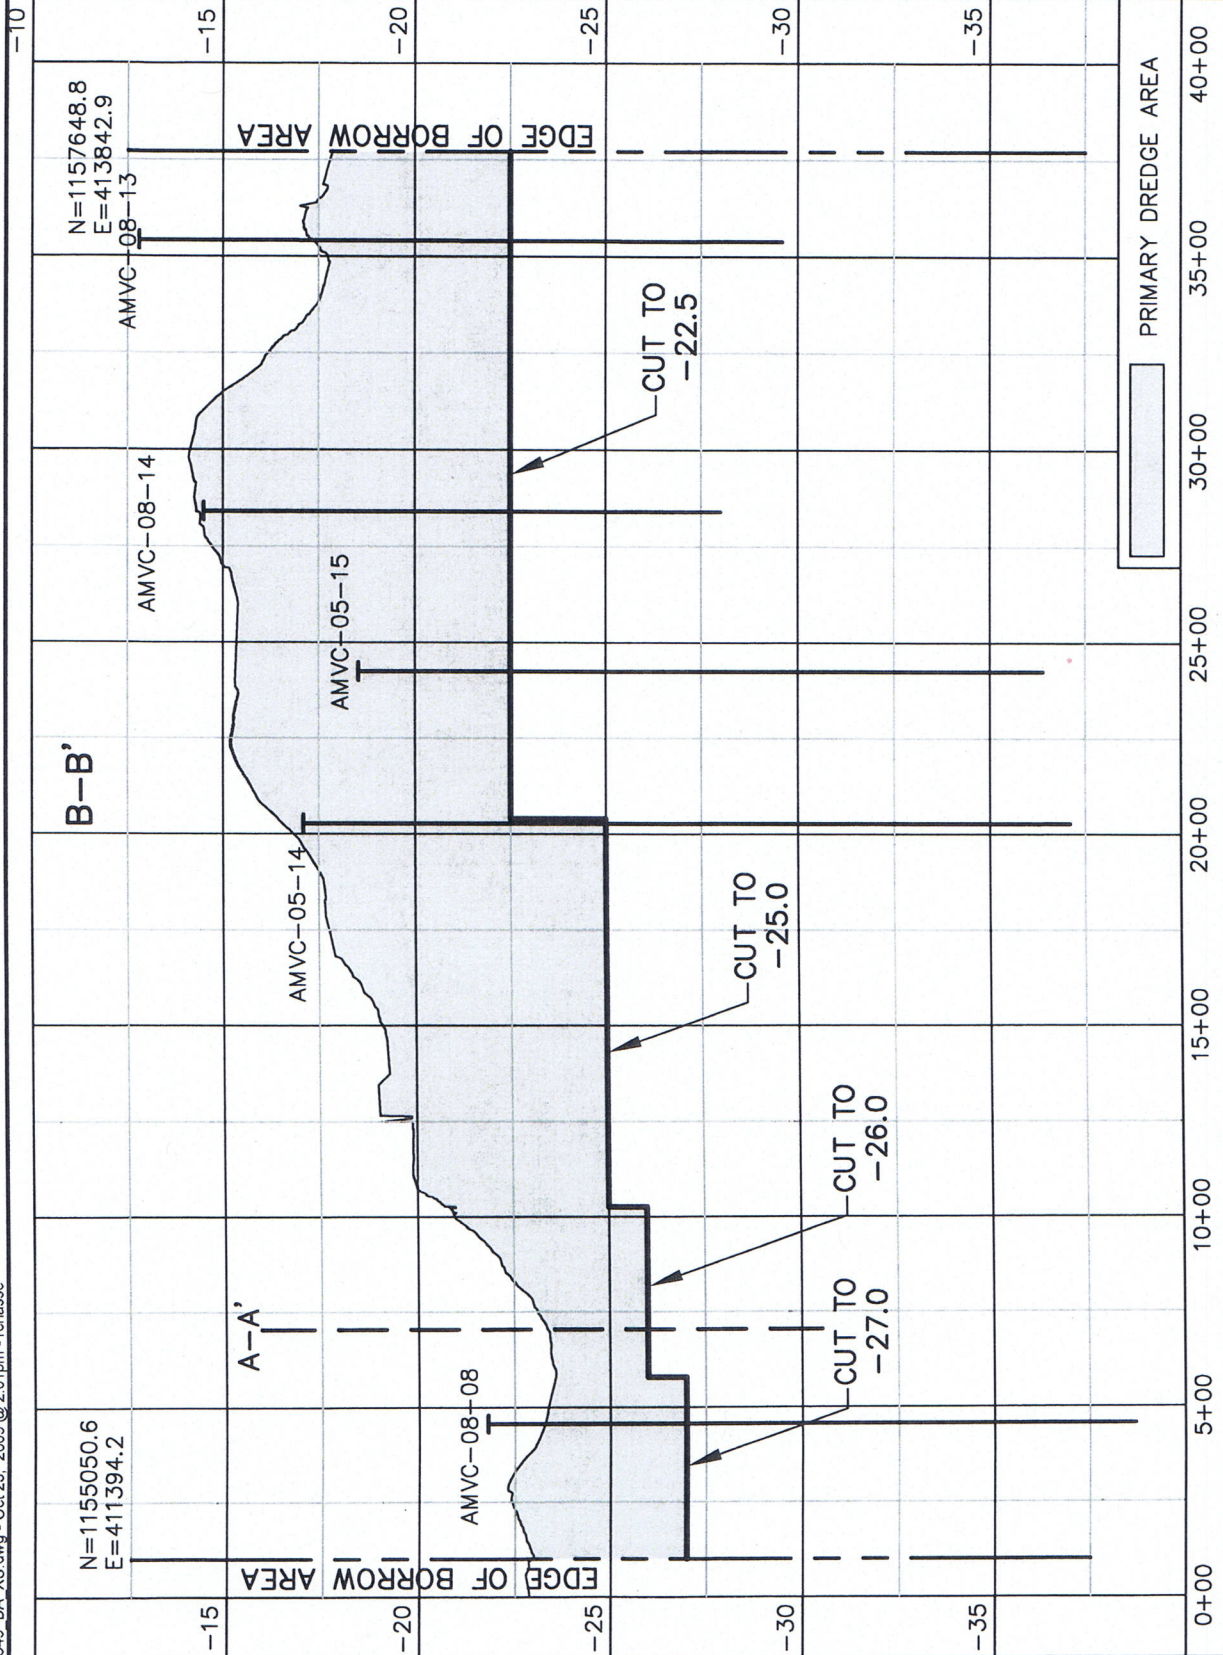 B-B'
N=1155050.6
E=411394.2
N=1157648.8
E=413842.9
EDGE OF BORROW AREA
EDGE OF BORROW AREA
A-A'
AMVC-08-08
AMVC-05-14
AMVC-05-15
AMVC-08-14
AMVC-08-13
CUT TO
-27.0
CUT TO
-26.0
CUT TO
-25.0
CUT TO
-22.5
-15
-20
-25
-30
-35
-10
-15
-20
-25
-30
-35
0+00
5+00
10+00
15+00
20+00
25+00
30+00
35+00
40+00
PRIMARY DREDGE AREA